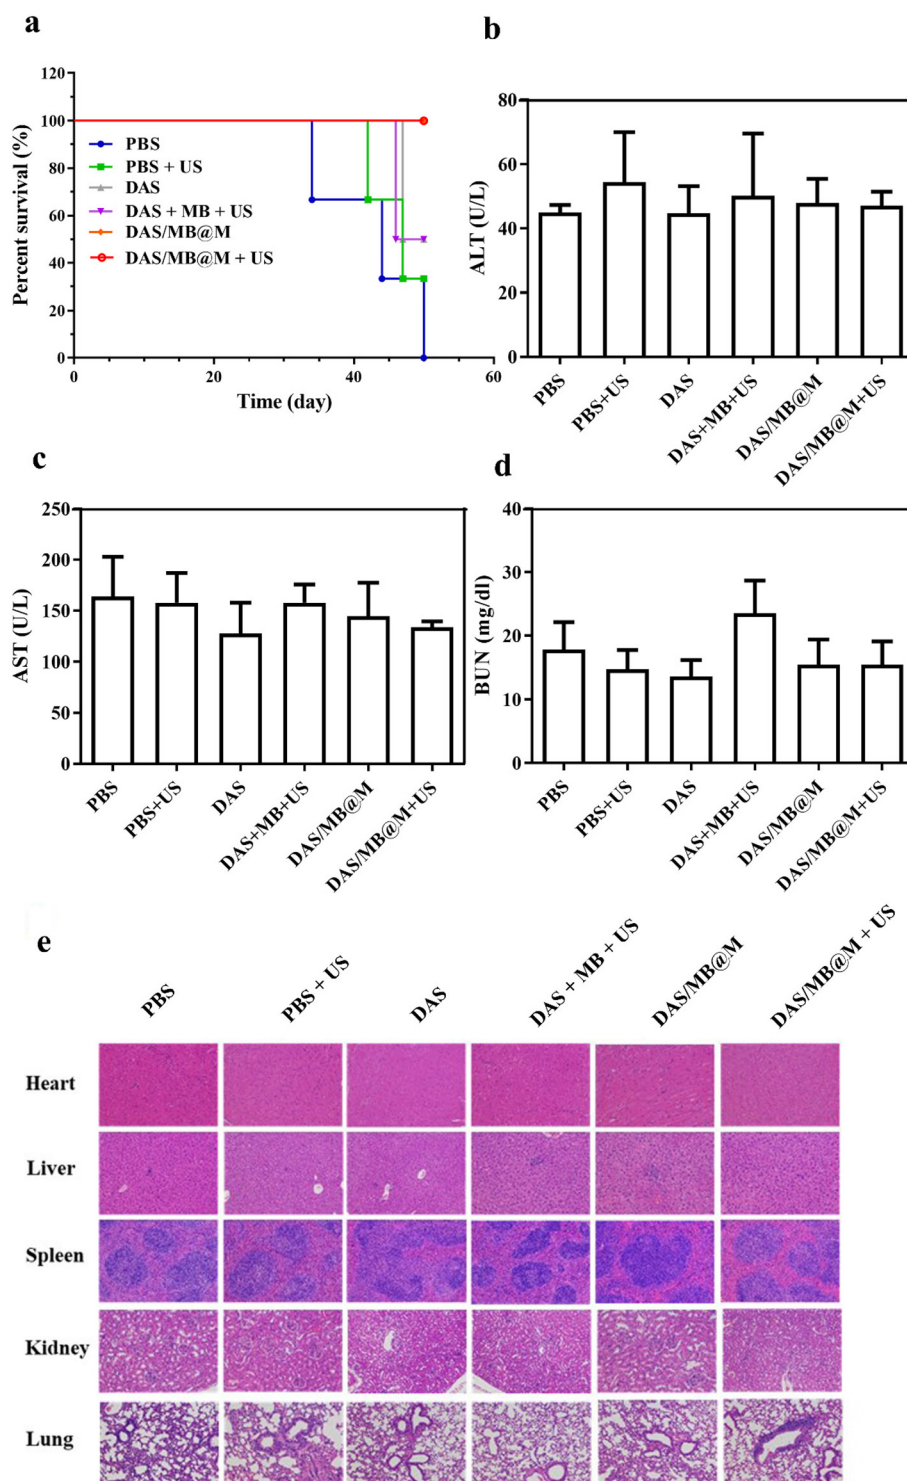 a
120
100
80
60
40
20
0
Percent survival (%)
PBS
PBS + US
DAS
DAS + MB + US
DAS/MB@M
DAS/MB@M + US
0 20 40 60
Time (day)
b
80
60
40
20
0
ALT (U/L)
PBS PBS+US DAS DAS+MB+US DAS/MB@M DAS/MB@M+US
c
250
200
150
100
50
0
AST (U/L)
PBS PBS+US DAS DAS+MB+US DAS/MB@M DAS/MB@M+US
d
40
30
20
10
0
BUN (mg/dl)
PBS PBS+US DAS DAS+MB+US DAS/MB@M DAS/MB@M+US
e
PBS PBS + US DAS DAS + MB + US DAS/MB@M DAS/MB@M + US
Heart
Liver
Spleen
Kidney
Lung